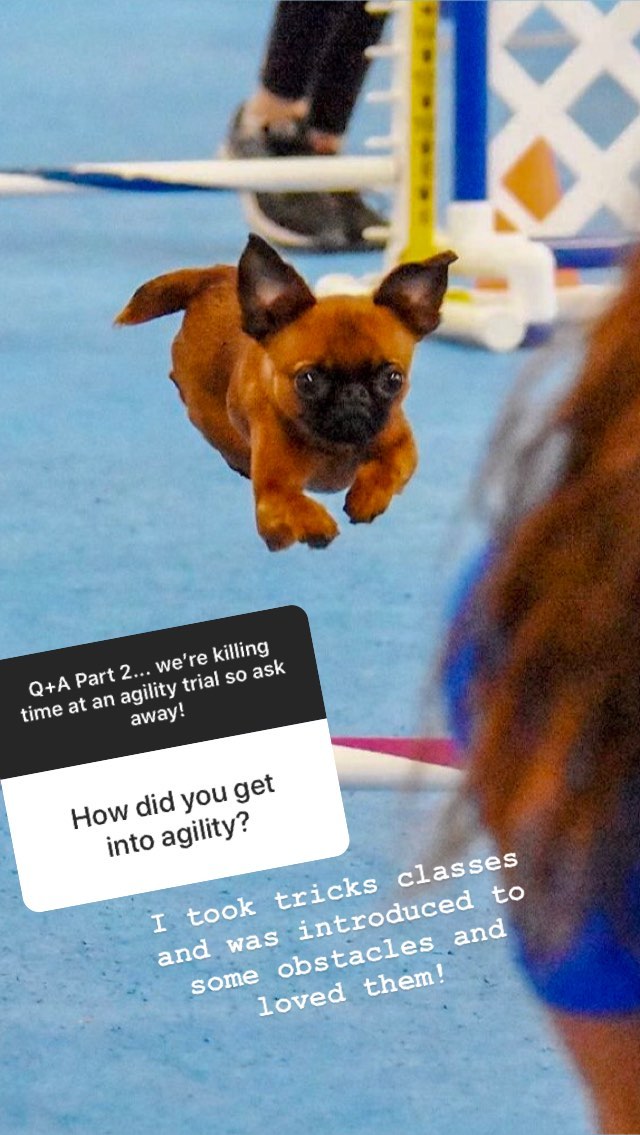 Q+A Part 2... we're killing
time at an agility trial so ask
away!
How did you get
into agility?
I took tricks classes
and was introduced to
some obstacles and
loved them!